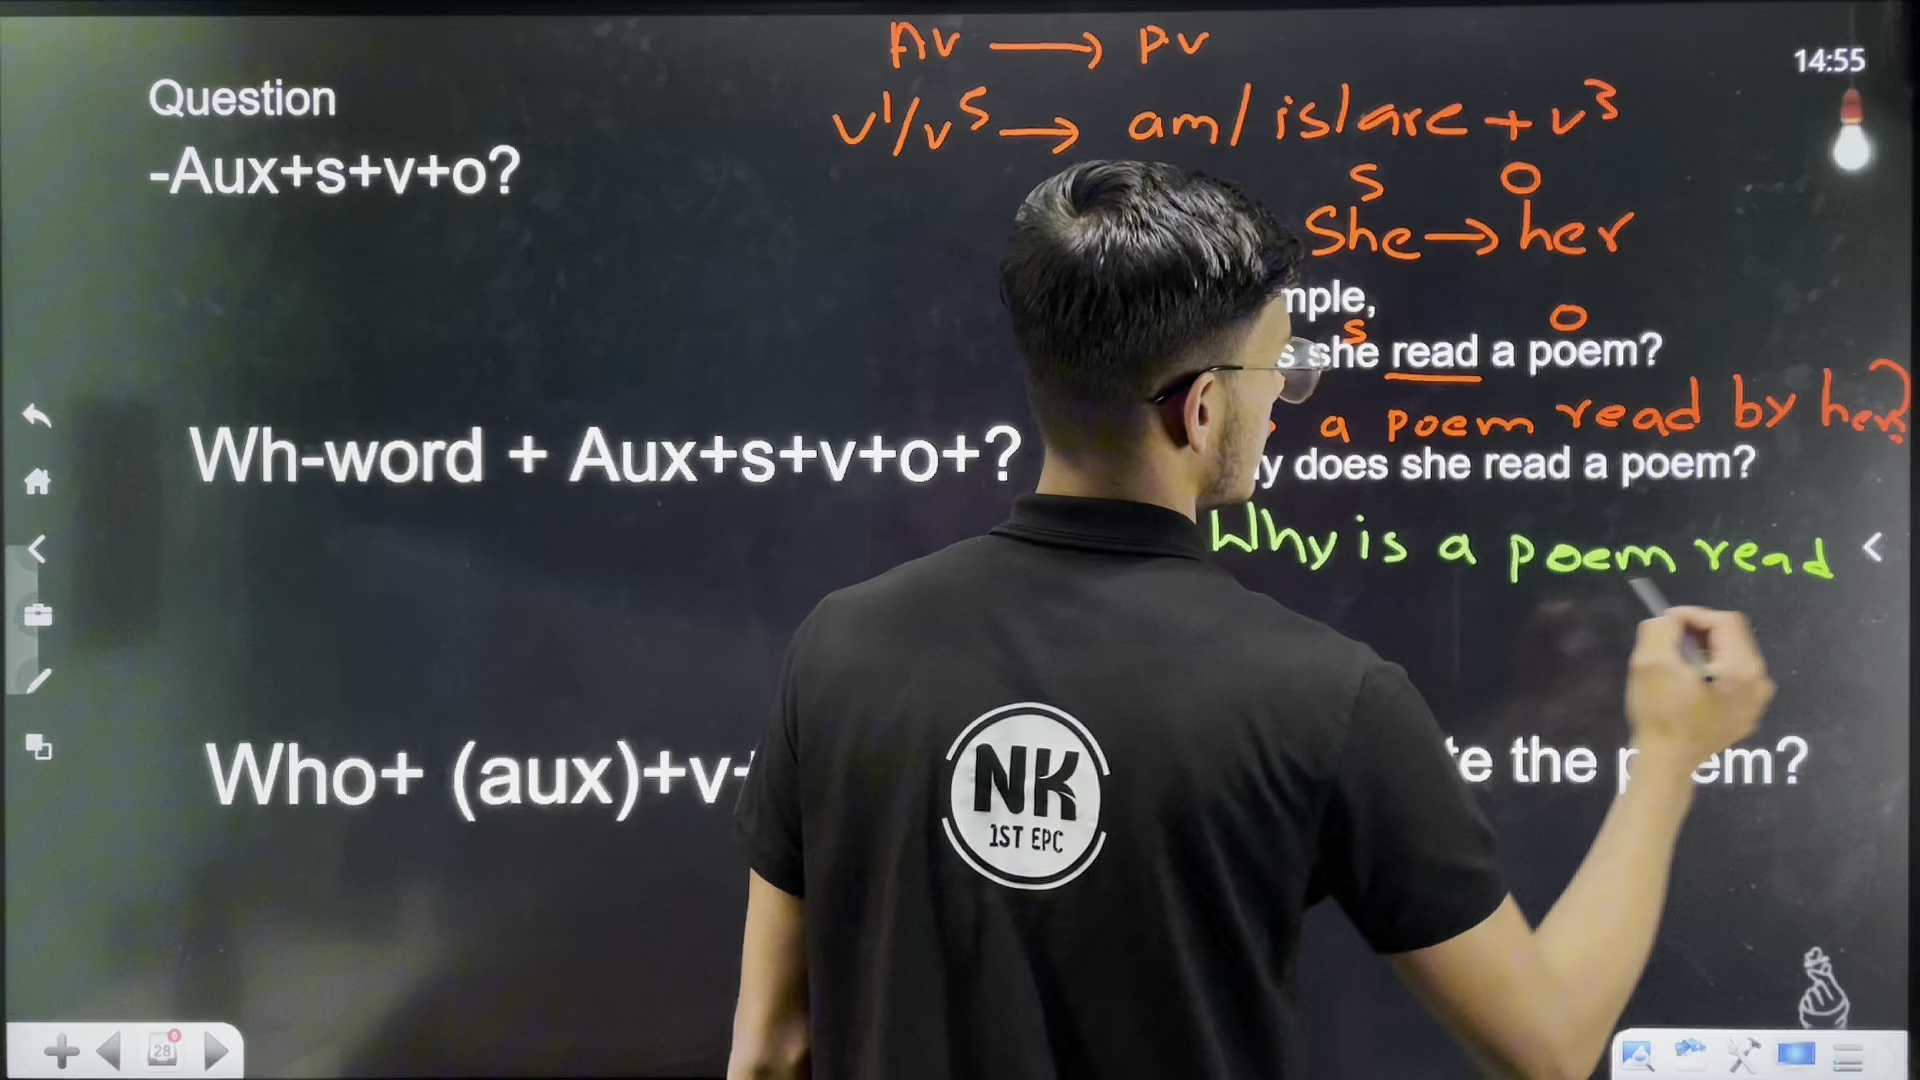 AV → PV
14:55
Question
V¹/V⁵ → am/is/are + V³
-Aux+s+v+o?
S O
She → her
O
S
she read a poem?
a poem read by her?
Wh-word + Aux+s+v+o+?
does she read a poem?
Why is a poem read
Who+ (aux)+v+
the
NK
1ST EPC
28